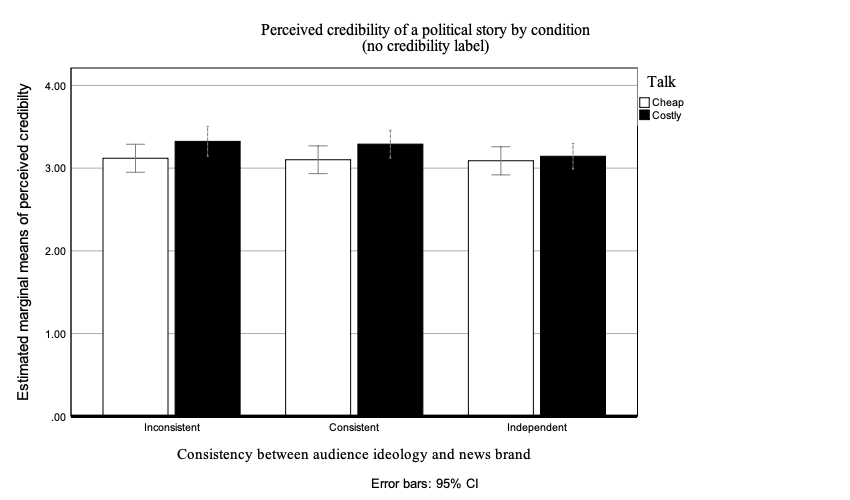 Perceived credibility of a political story by condition
(no credibility label)
Estimated marginal means of perceived credibilty
4.00
3.00
2.00
1.00
.00
Talk
Cheap
Costly
Inconsistent
Consistent
Independent
Consistency between audience ideology and news brand
Error bars: 95% CI